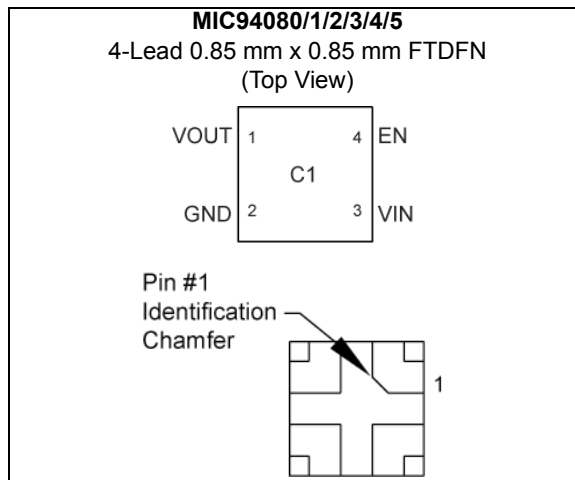 MIC94080/1/2/3/4/5
4-Lead 0.85 mm x 0.85 mm FTDFN
(Top View)
VOUT 1 4 EN
C1
GND 2 3 VIN
Pin #1
Identification
Chamfer
1